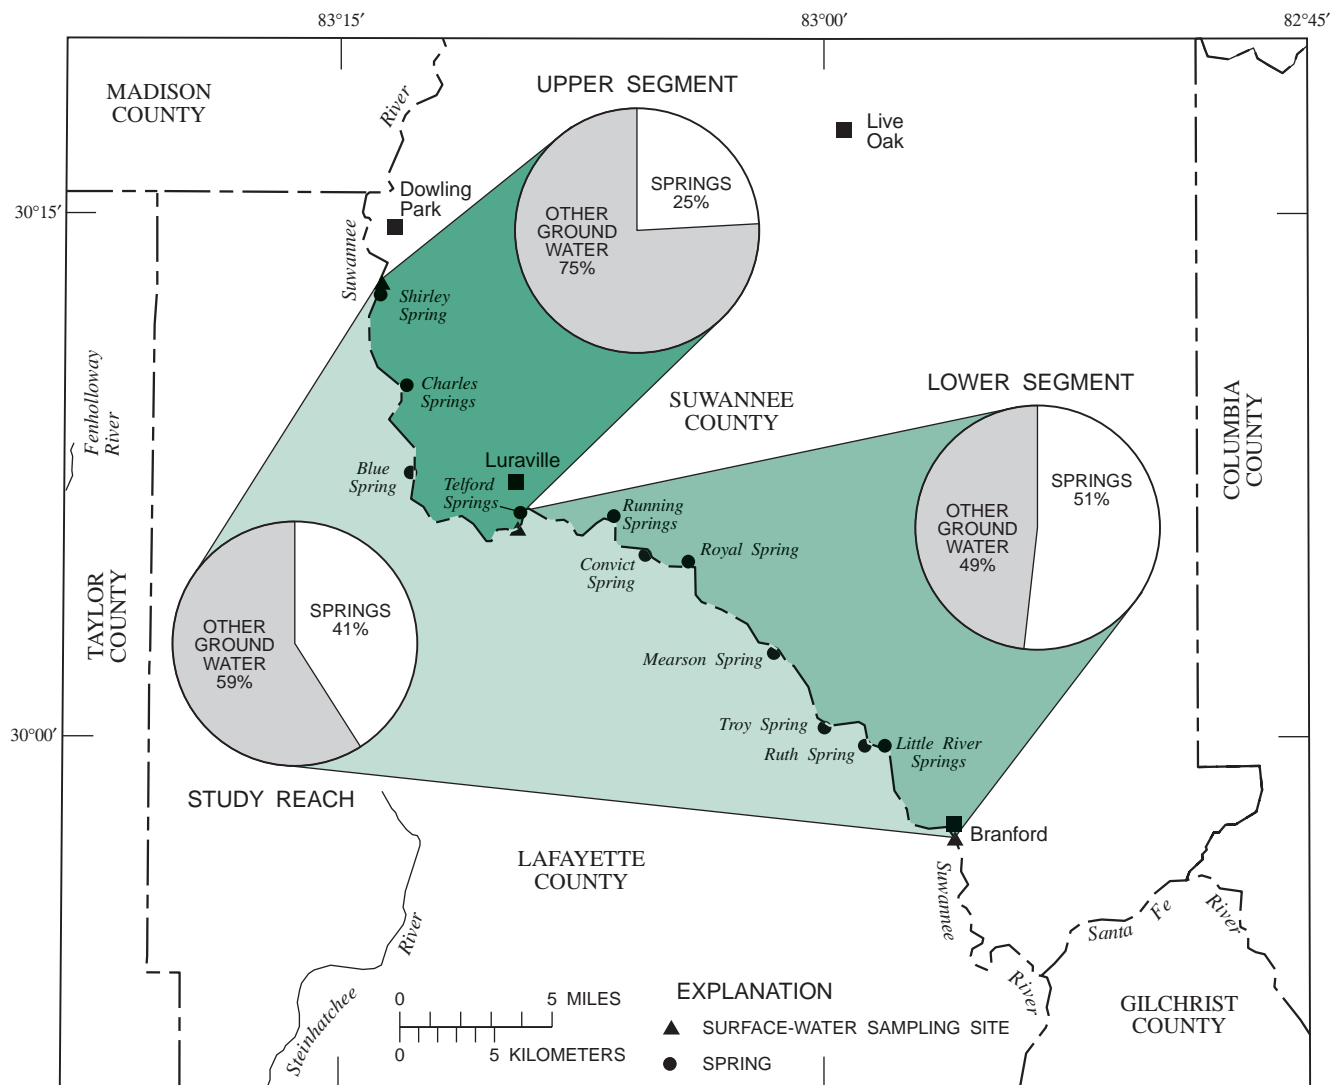 83°15′
83°00′
82°45′
MADISON
COUNTY
River
UPPER SEGMENT
Live
Oak
Dowling
Park
SPRINGS
25%
OTHER
GROUND
WATER
75%
30°15′
Suwannee
Shirley
Spring
Fenholloway
River
Charles
Springs
SUWANNEE
COUNTY
LOWER SEGMENT
COLUMBIA
COUNTY
Blue
Spring
Luraville
Telford
Springs
Running
Springs
Convict
Spring
Royal Spring
SPRINGS
51%
OTHER
GROUND
WATER
49%
TAYLOR
COUNTY
SPRINGS
41%
OTHER
GROUND
WATER
59%
STUDY REACH
Mearson Spring
Troy Spring
Ruth Spring
Little River
Springs
30°00′
Branford
LAFAYETTE
COUNTY
Suwannee
River
Santa Fe
River
River
Steinhatchee
GILCHRIST
COUNTY
0
5 MILES
0
5 KILOMETERS
EXPLANATION
SURFACE-WATER SAMPLING SITE
SPRING